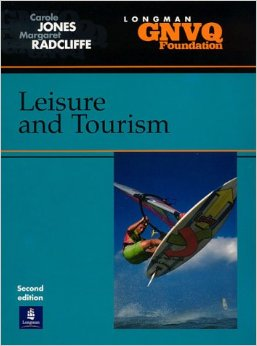 Carole
JONES
Margaret
RADCLIFFE
LONGMAN
GNVQ
Foundation
Leisure
and Tourism
Second
edition
Longman